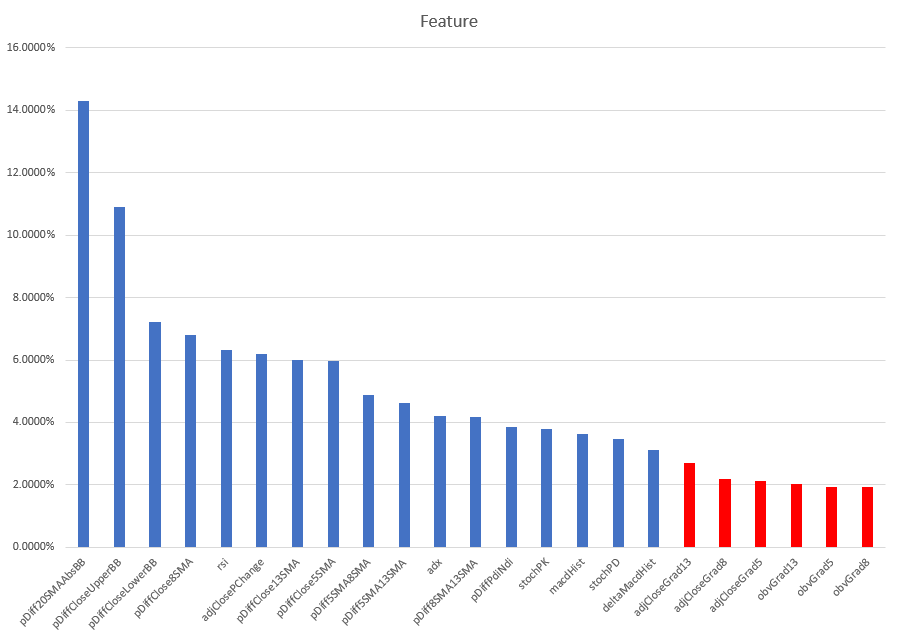 Feature
16.0000%
14.0000%
12.0000%
10.0000%
8.0000%
6.0000%
4.0000%
2.0000%
0.0000%
pDiff20SMAAbsBB
pDiffCloseUpperBB
pDiffCloseLowerBB
pDiffClose8SMA
rsi
adjClosePChange
pDiffClose13SMA
pDiffClose5SMA
pDiff5SMA8SMA
pDiff5SMA13SMA
adx
pDiff8SMA13SMA
pDiffPdiNdi
stochPK
macdHist
stochPD
deltaMacdHist
adjCloseGrad13
adjCloseGrad8
adjCloseGrad5
obvGrad13
obvGrad5
obvGrad8